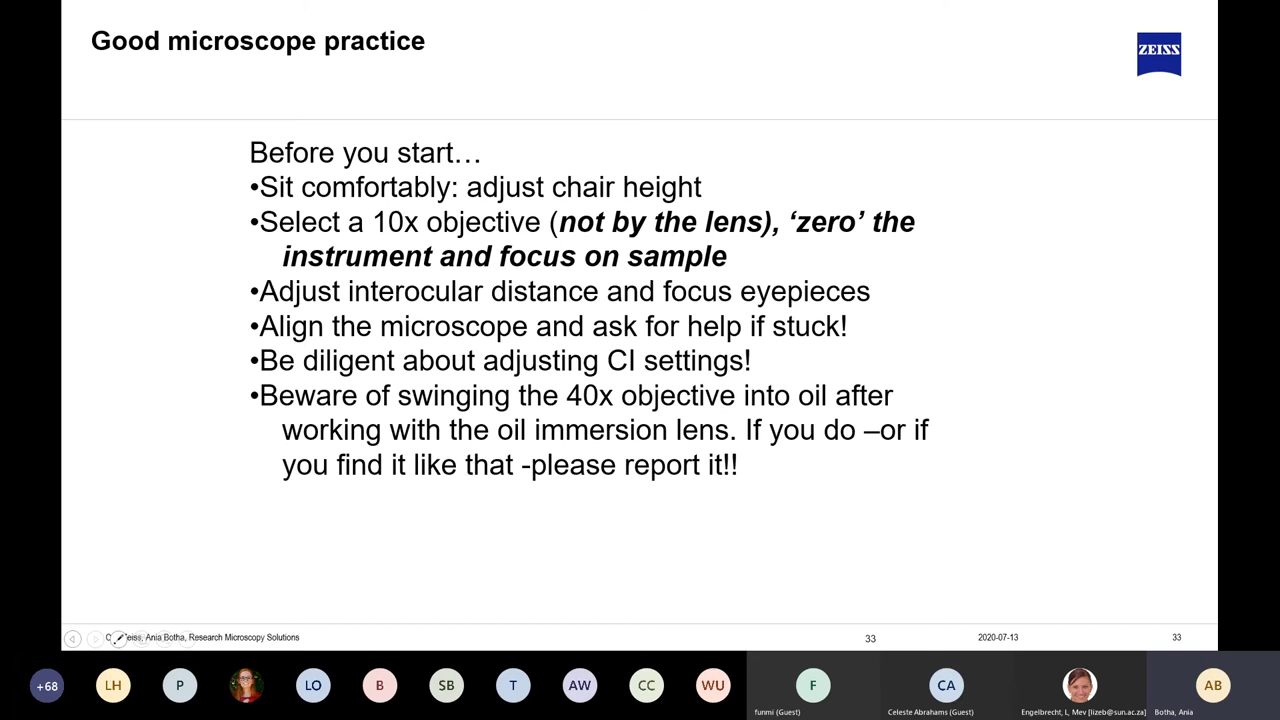 Good microscope practice
ZEISS
Before you start…
•Sit comfortably: adjust chair height
•Select a 10x objective (not by the lens), ‘zero’ the
instrument and focus on sample
•Adjust interocular distance and focus eyepieces
•Align the microscope and ask for help if stuck!
•Be diligent about adjusting CI settings!
•Beware of swinging the 40x objective into oil after
working with the oil immersion lens. If you do –or if
you find it like that -please report it!!
Zeiss, Ania Botha, Research Microscopy Solutions
33
2020-07-13
33
+68
LH
P
LO
B
SB
T
AW
CC
WU
F
CA
AB
funmi (Guest)
Celeste Abrahams (Guest)
Engelbrecht, L, Mev [lizeb@sun.ac.za]
Botha, Ania